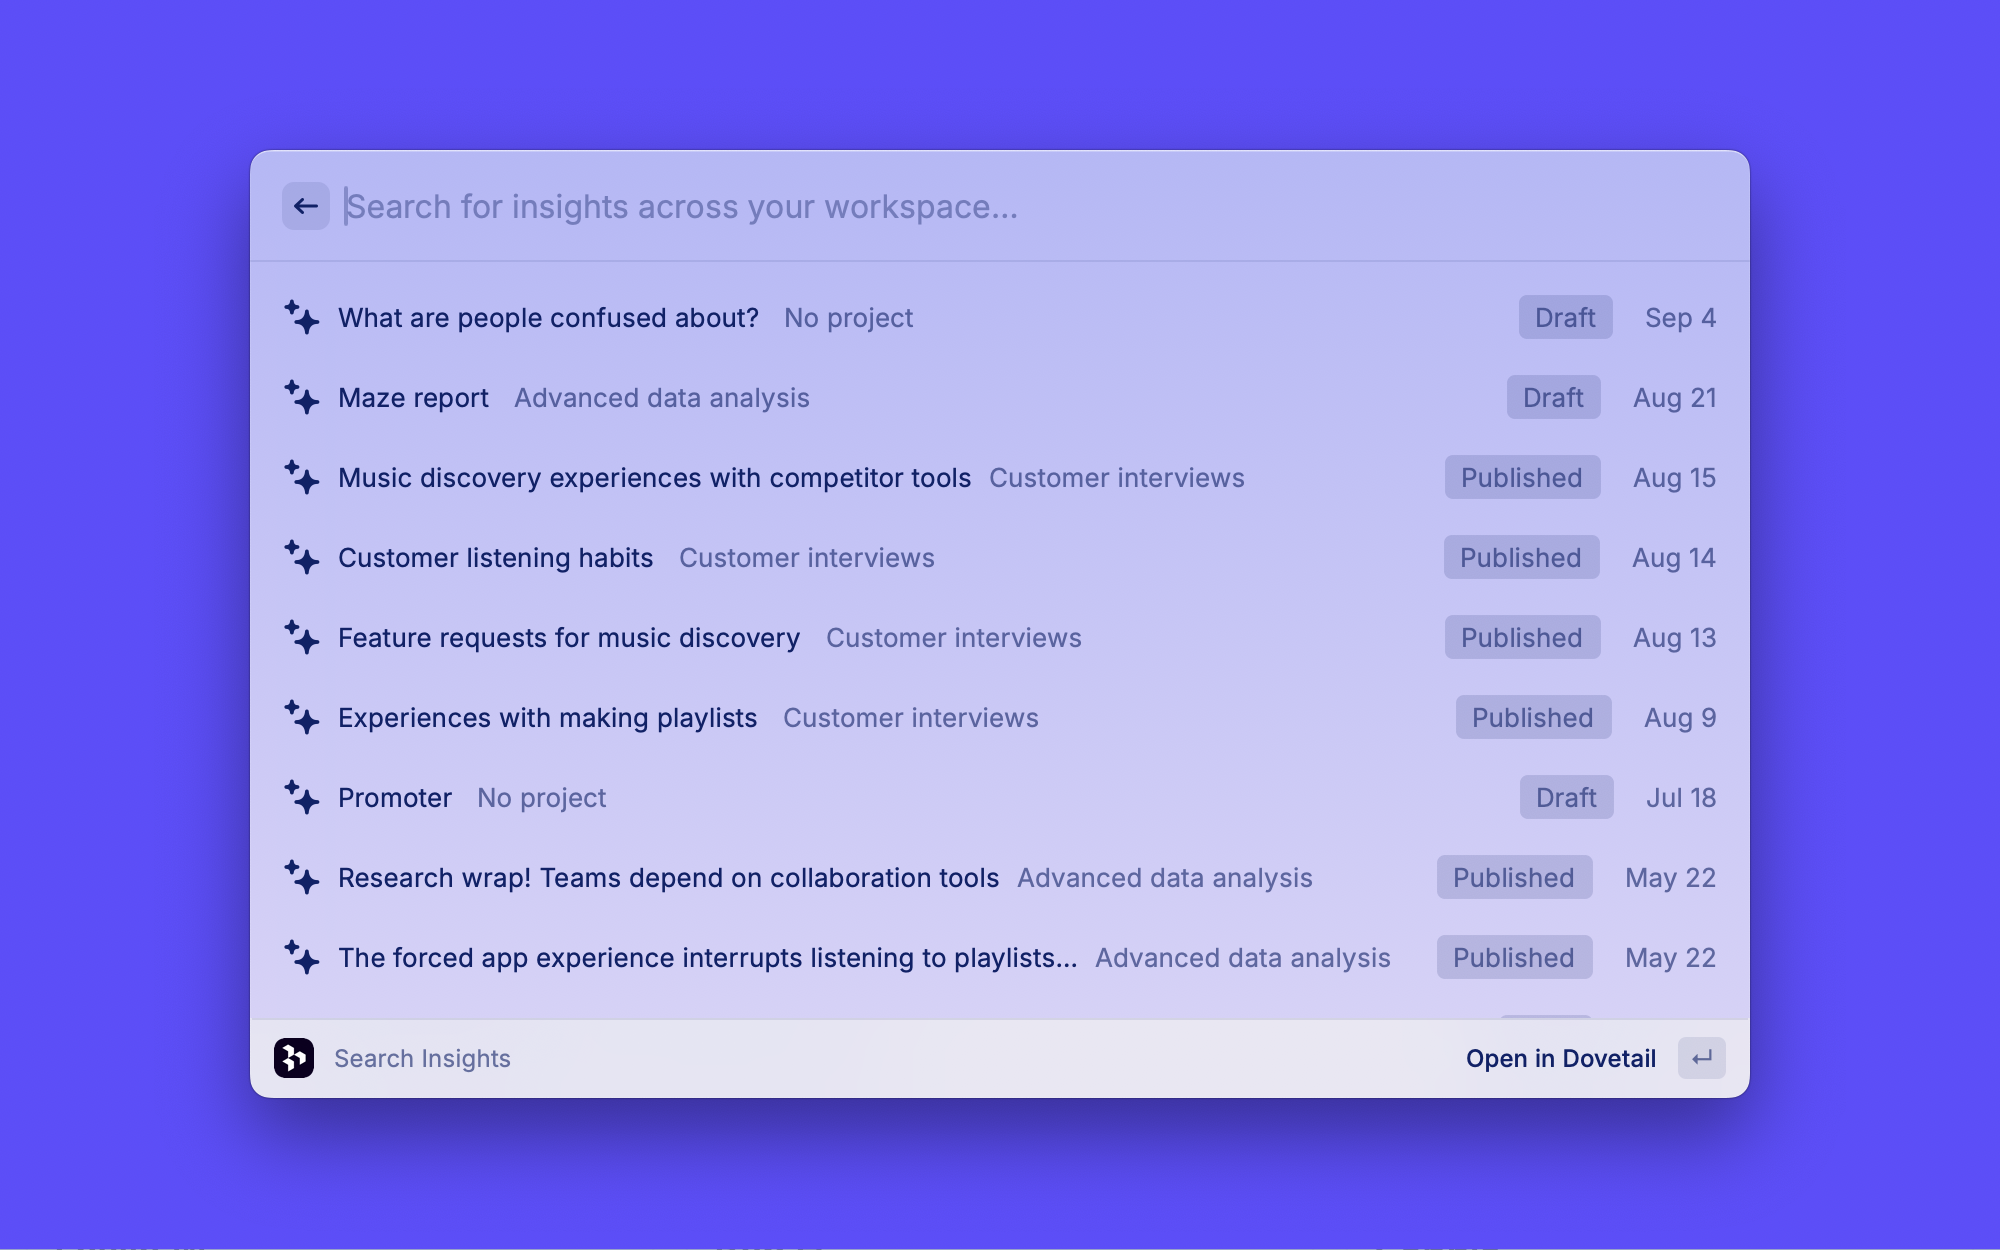 Search for insights across your workspace...
What are people confused about? No project Draft Sep 4
Maze report Advanced data analysis Draft Aug 21
Music discovery experiences with competitor tools Customer interviews Published Aug 15
Customer listening habits Customer interviews Published Aug 14
Feature requests for music discovery Customer interviews Published Aug 13
Experiences with making playlists Customer interviews Published Aug 9
Promoter No project Draft Jul 18
Research wrap! Teams depend on collaboration tools Advanced data analysis Published May 22
The forced app experience interrupts listening to playlists... Advanced data analysis Published May 22
Search Insights Open in Dovetail